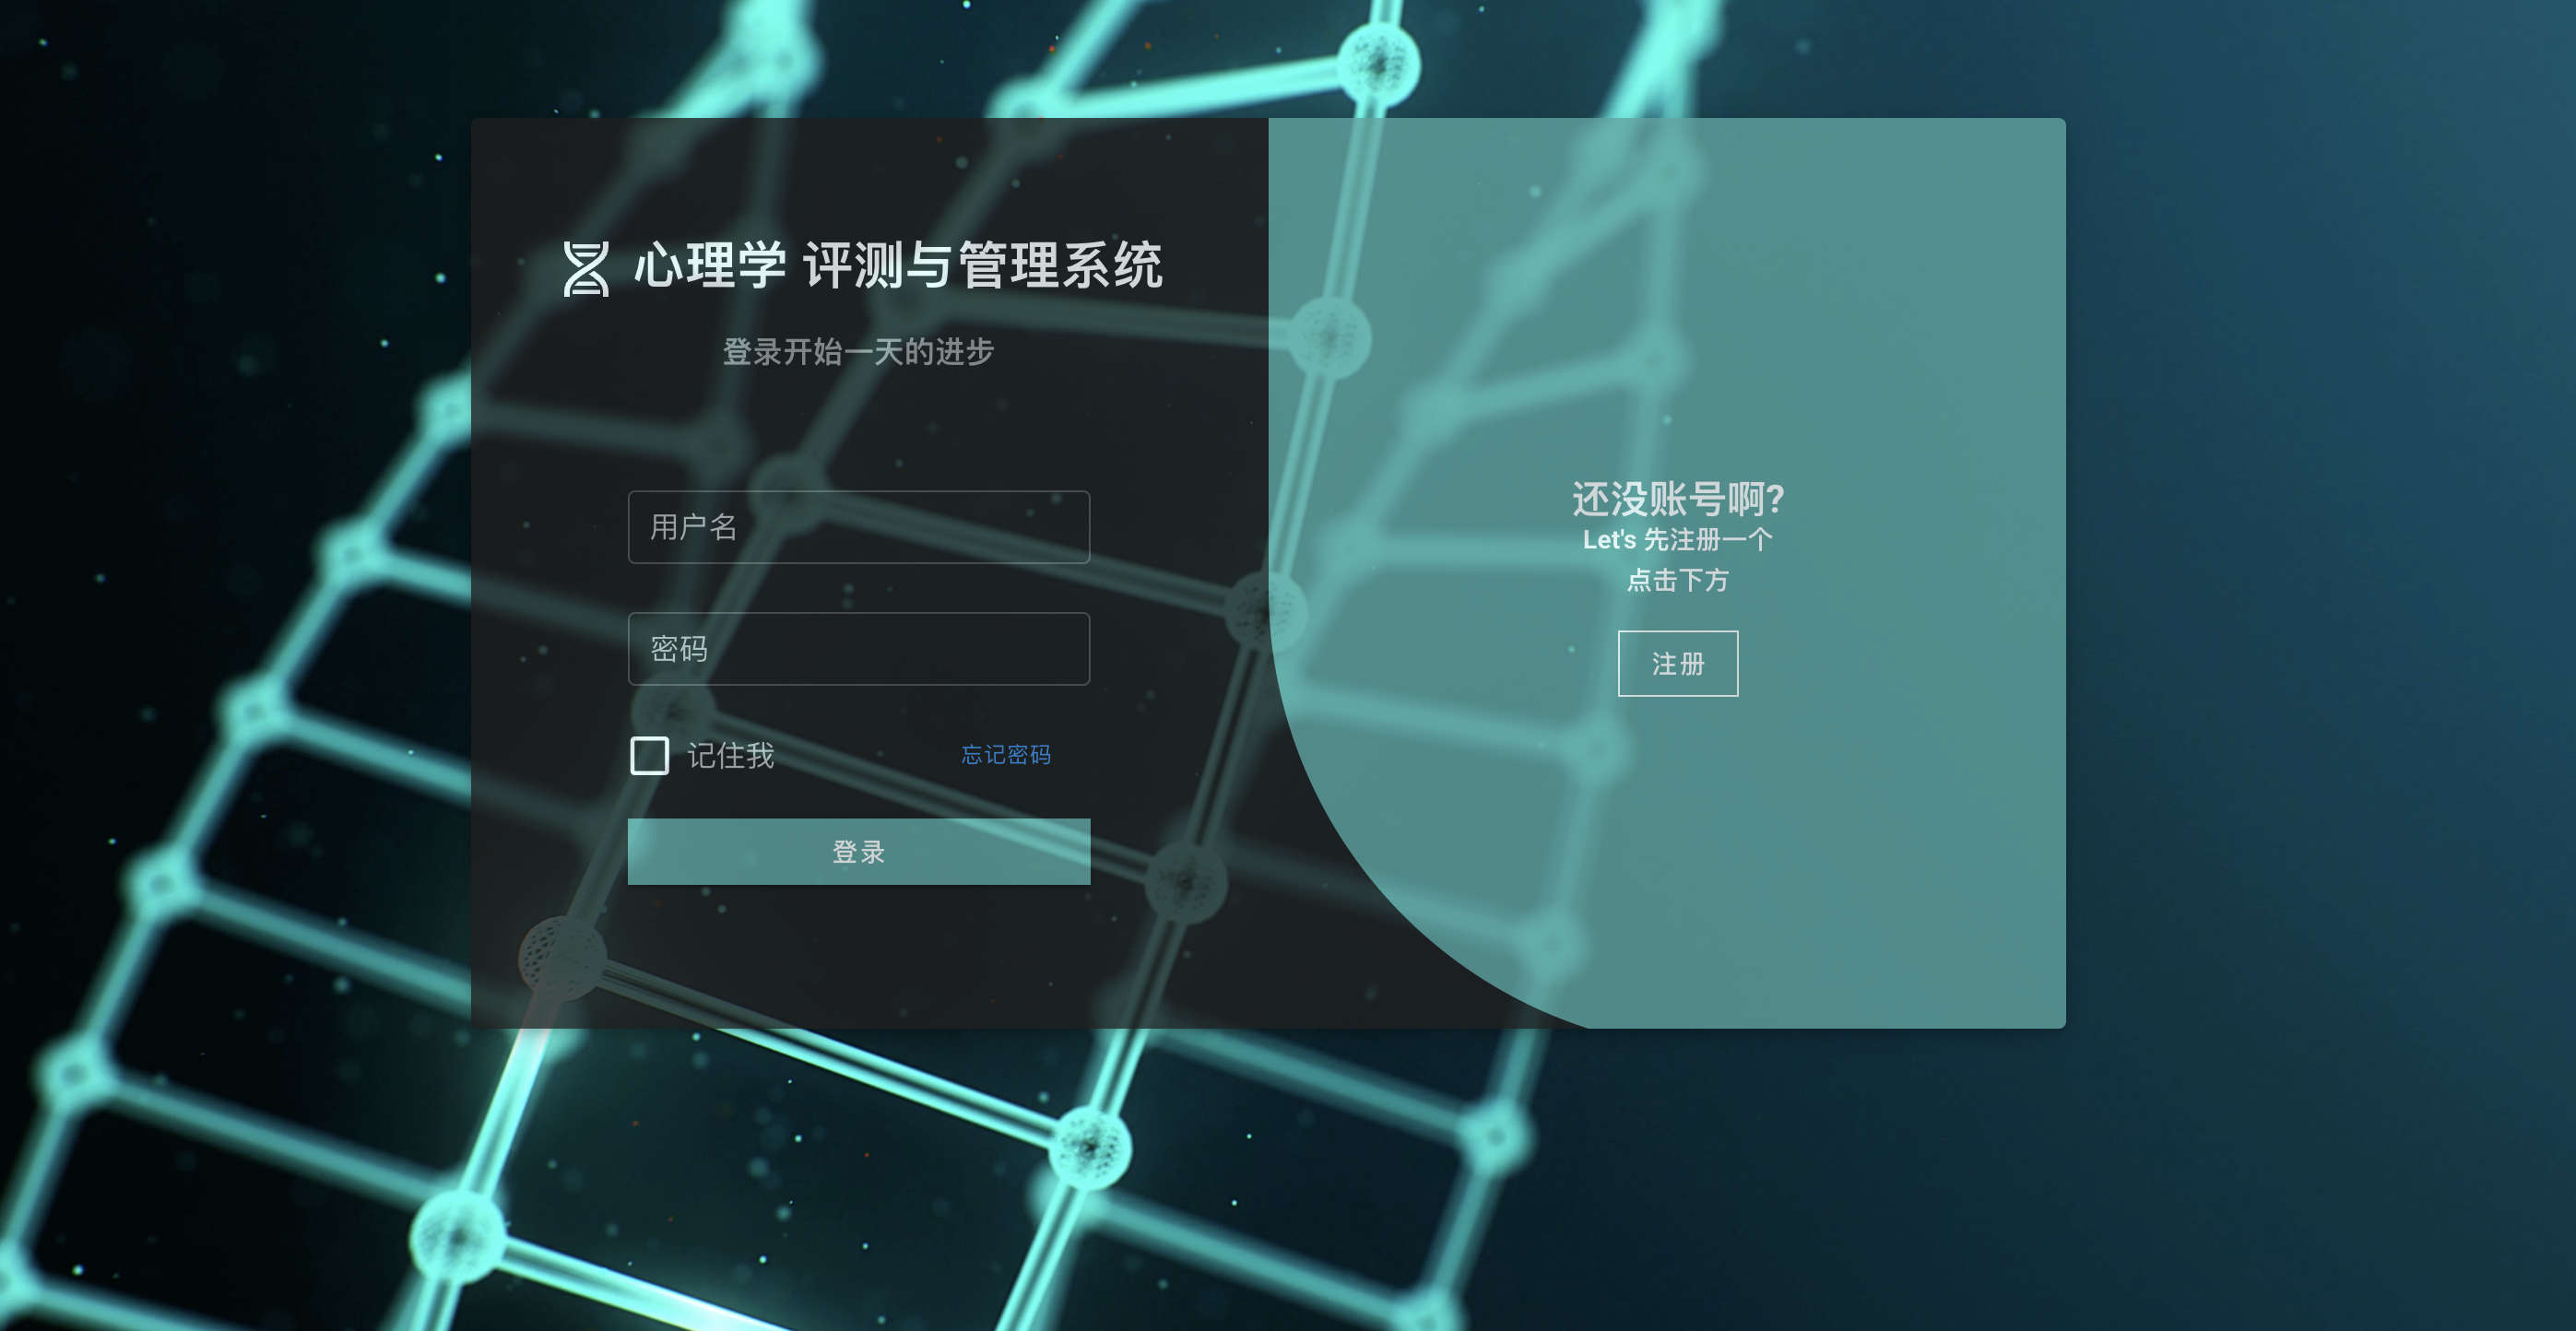 心理学 评测与管理系统
登录开始一天的进步
用户名
密码
记住我
忘记密码
登录
还没账号啊?
Let's 先注册一个
点击下方
注册